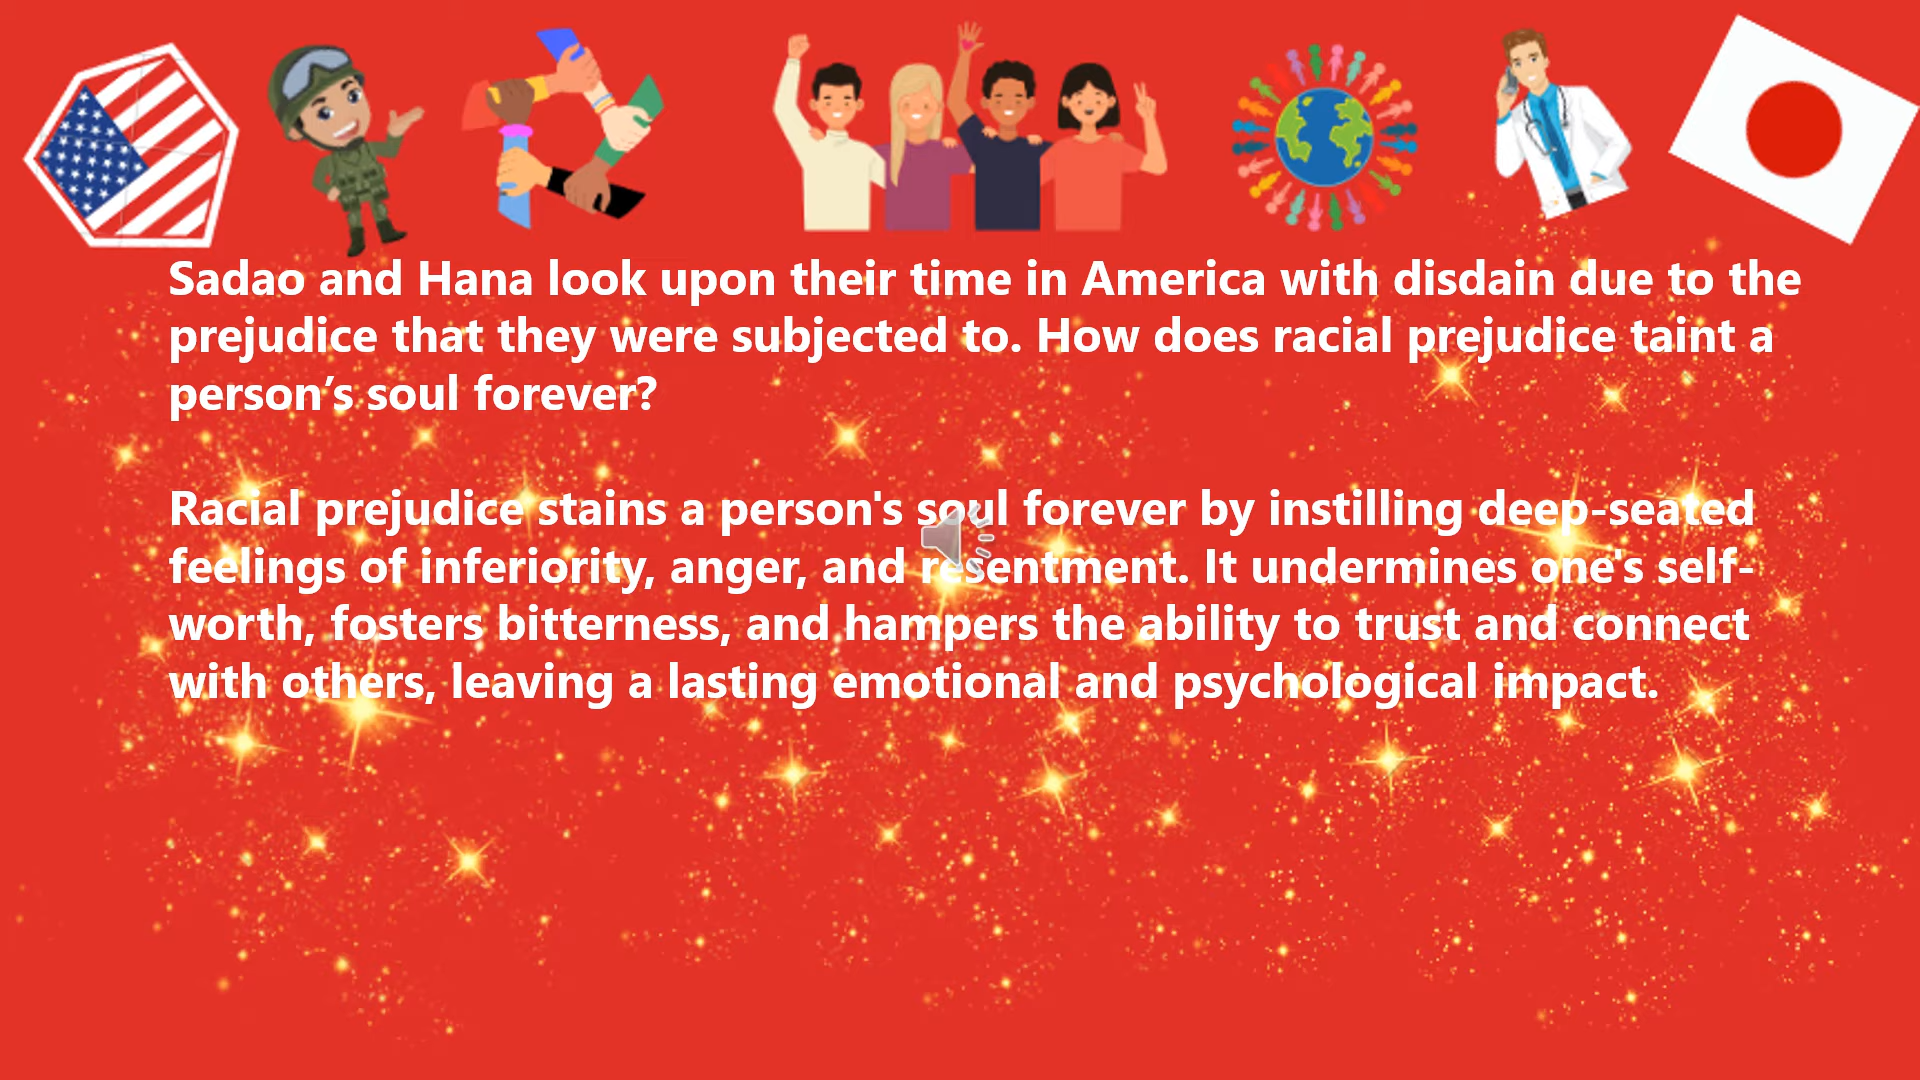 Sadao and Hana look upon their time in America with disdain due to the
prejudice that they were subjected to. How does racial prejudice taint a
person’s soul forever?
Racial prejudice stains a person's soul forever by instilling deep-seated
feelings of inferiority, anger, and resentment. It undermines one's self-
worth, fosters bitterness, and hampers the ability to trust and connect
with others, leaving a lasting emotional and psychological impact.